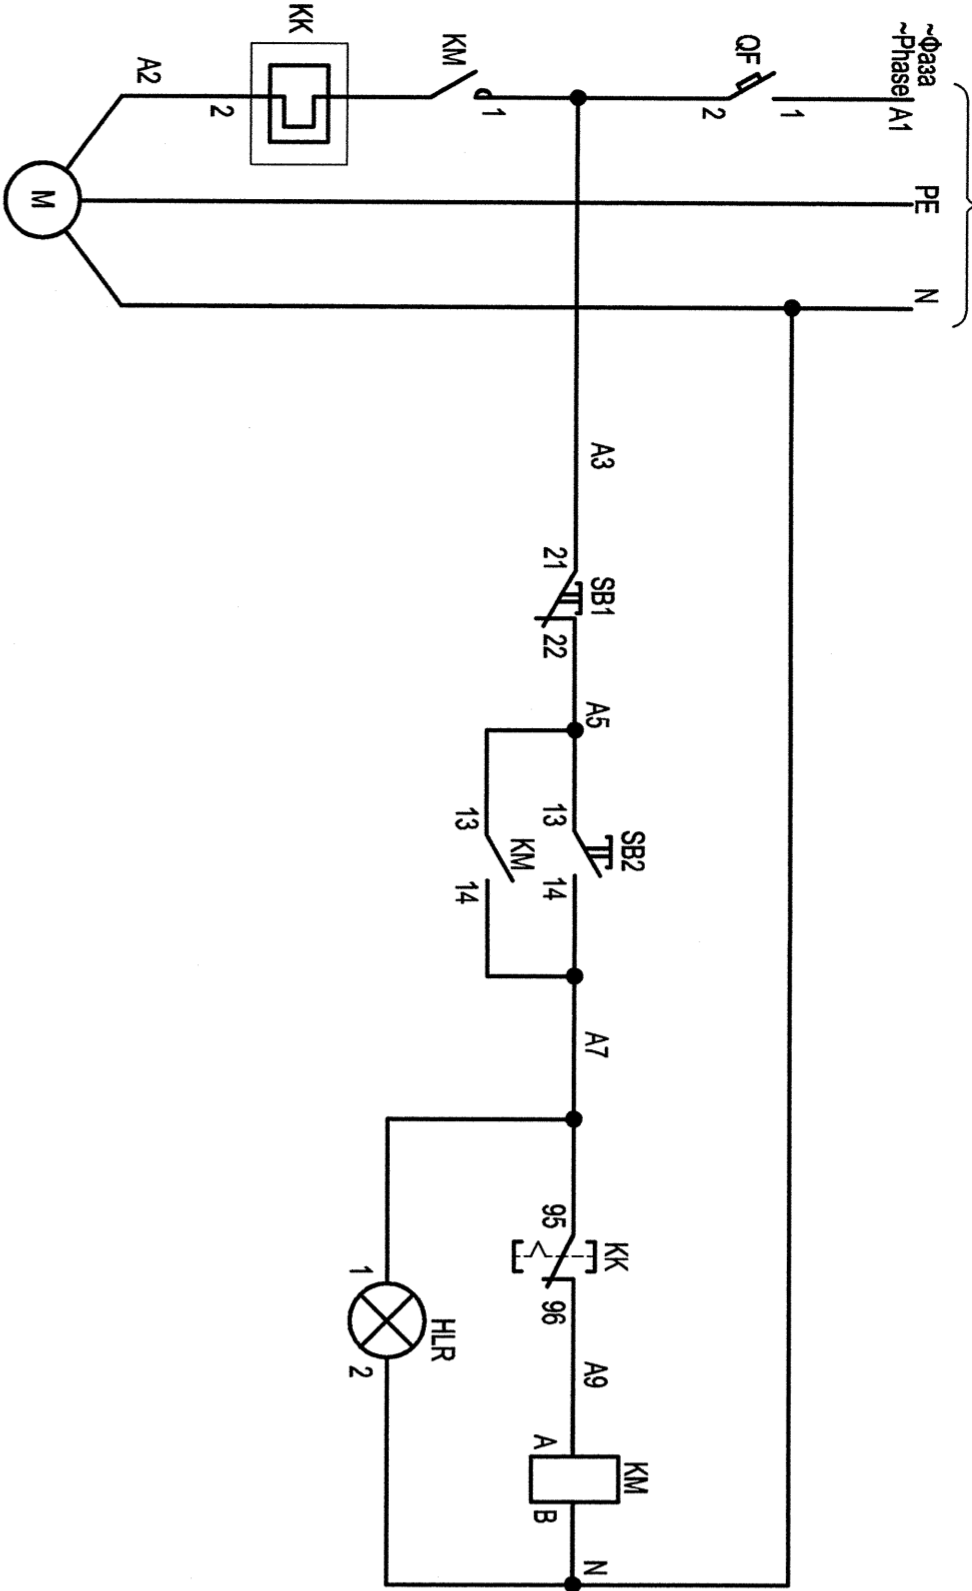 ~Фаза
~Phase
A1
PE
N
1
QF
2
1
KM
KK
2
A2
M
A3
21
SB1
22
A5
13
SB2
14
13
KM
14
A7
95
KK
96
A9
A
KM
B
N
1
HLR
2